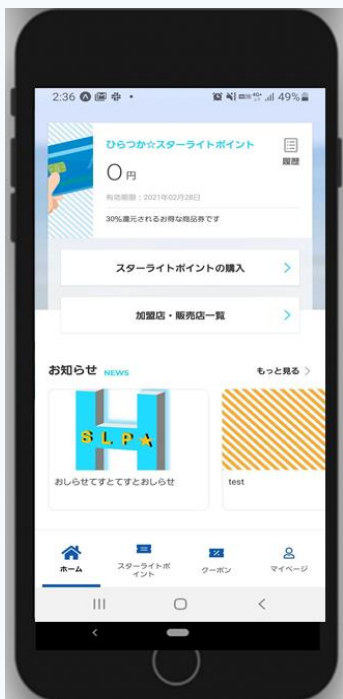 2:36
49%
ひらつか☆スターライトポイント
0 円
履歴
有効期限：2021年02月28日
30%還元されるお得な商品券です
スターライトポイントの購入
加盟店・販売店一覧
お知らせ NEWS
もっと見る
SLPA
おしらせてすとてすとおしらせ
test
ホーム
スターライトポ
イント
クーポン
マイページ